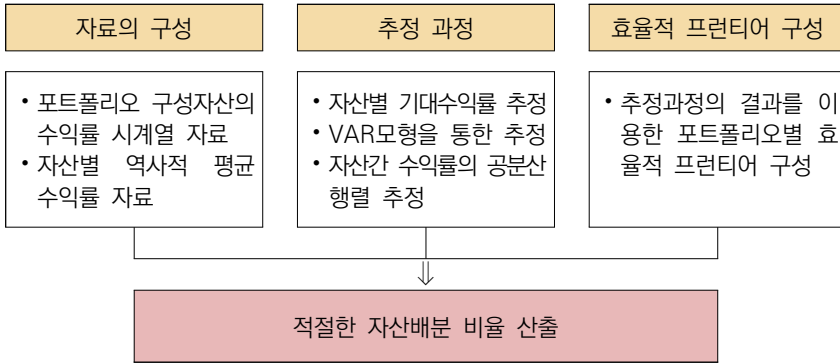 자료의 구성
추정 과정
효율적 프런티어 구성
• 포트폴리오 구성자산의
수익률 시계열 자료
• 자산별 역사적 평균
수익률 자료
• 자산별 기대수익률 추정
• VAR모형을 통한 추정
• 자산간 수익률의 공분산
행렬 추정
• 추정과정의 결과를 이
용한 포트폴리오별 효
율적 프런티어 구성
⇓
적절한 자산배분 비율 산출